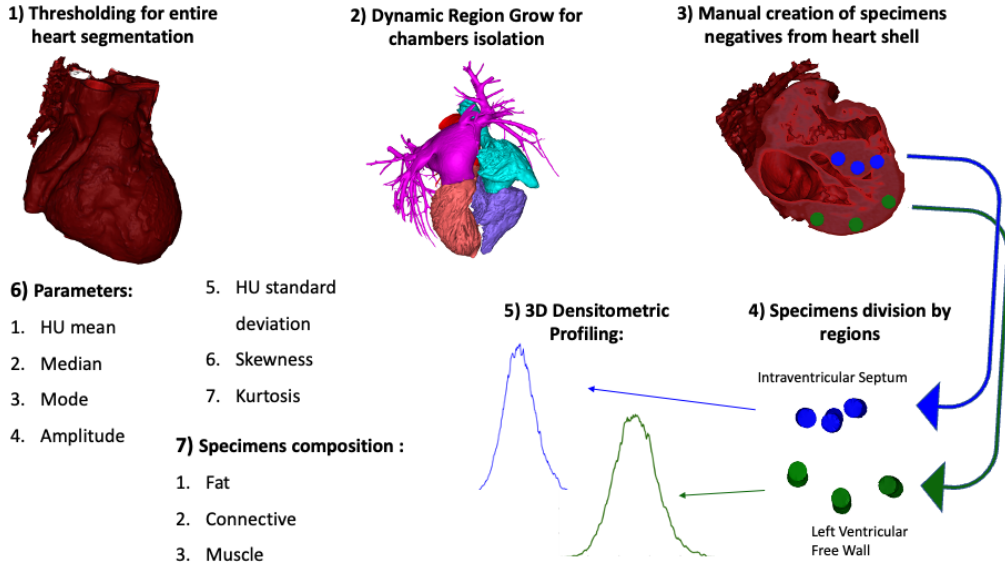 1) Thresholding for entire
heart segmentation
2) Dynamic Region Grow for
chambers isolation
3) Manual creation of specimens
negatives from heart shell
4) Specimens division by
regions
Intraventricular Septum
Left Ventricular
Free Wall
5) 3D Densitometric
Profiling:
6) Parameters:
1. HU mean
2. Median
3. Mode
4. Amplitude
5. HU standard
deviation
6. Skewness
7. Kurtosis
7) Specimens composition :
1. Fat
2. Connective
3. Muscle